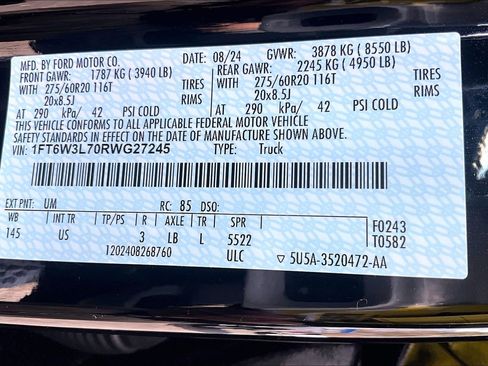 MFD. BY FORD MOTOR CO. 08/24 GVWR: 3878 KG ( 8550 LB)
FRONT GAWR: 1787 KG ( 3940 LB) REAR GAWR: 2245 KG ( 4950 LB)
WITH 275/60R20 116T TIRES WITH 275/60R20 116T TIRES
20x8.5J RIMS 20x8.5J RIMS
AT 290 kPa/ 42 PSI COLD AT 290 kPa/ 42 PSI COLD
THIS VEHICLE CONFORMS TO ALL APPLICABLE FEDERAL MOTOR VEHICLE
SAFETY STANDARDS IN EFFECT ON THE DATE OF MANUFACTURE SHOWN ABOVE.
VIN: 1FT6W3L70RWG27245 TYPE: Truck
EXT PNT: UM RC: 85 DSO:
WB INT TR TP/PS R AXLE TR SPR F0243
145 US 3 LB L 5522 T0582
1202408268760 ULC 5U5A-3520472-AA